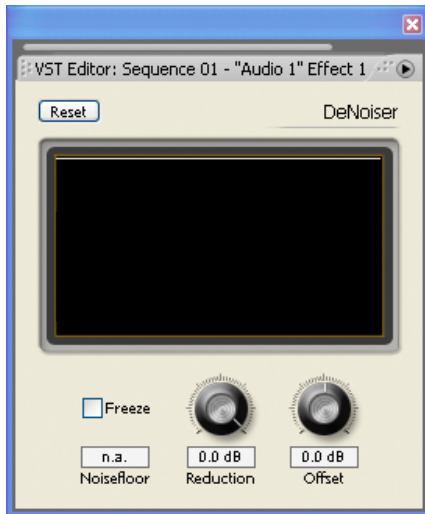 VST Editor: Sequence 01 - "Audio 1" Effect 1
Reset
DeNoiser
Freeze
n.a.
0.0 dB
0.0 dB
Noisefloor
Reduction
Offset